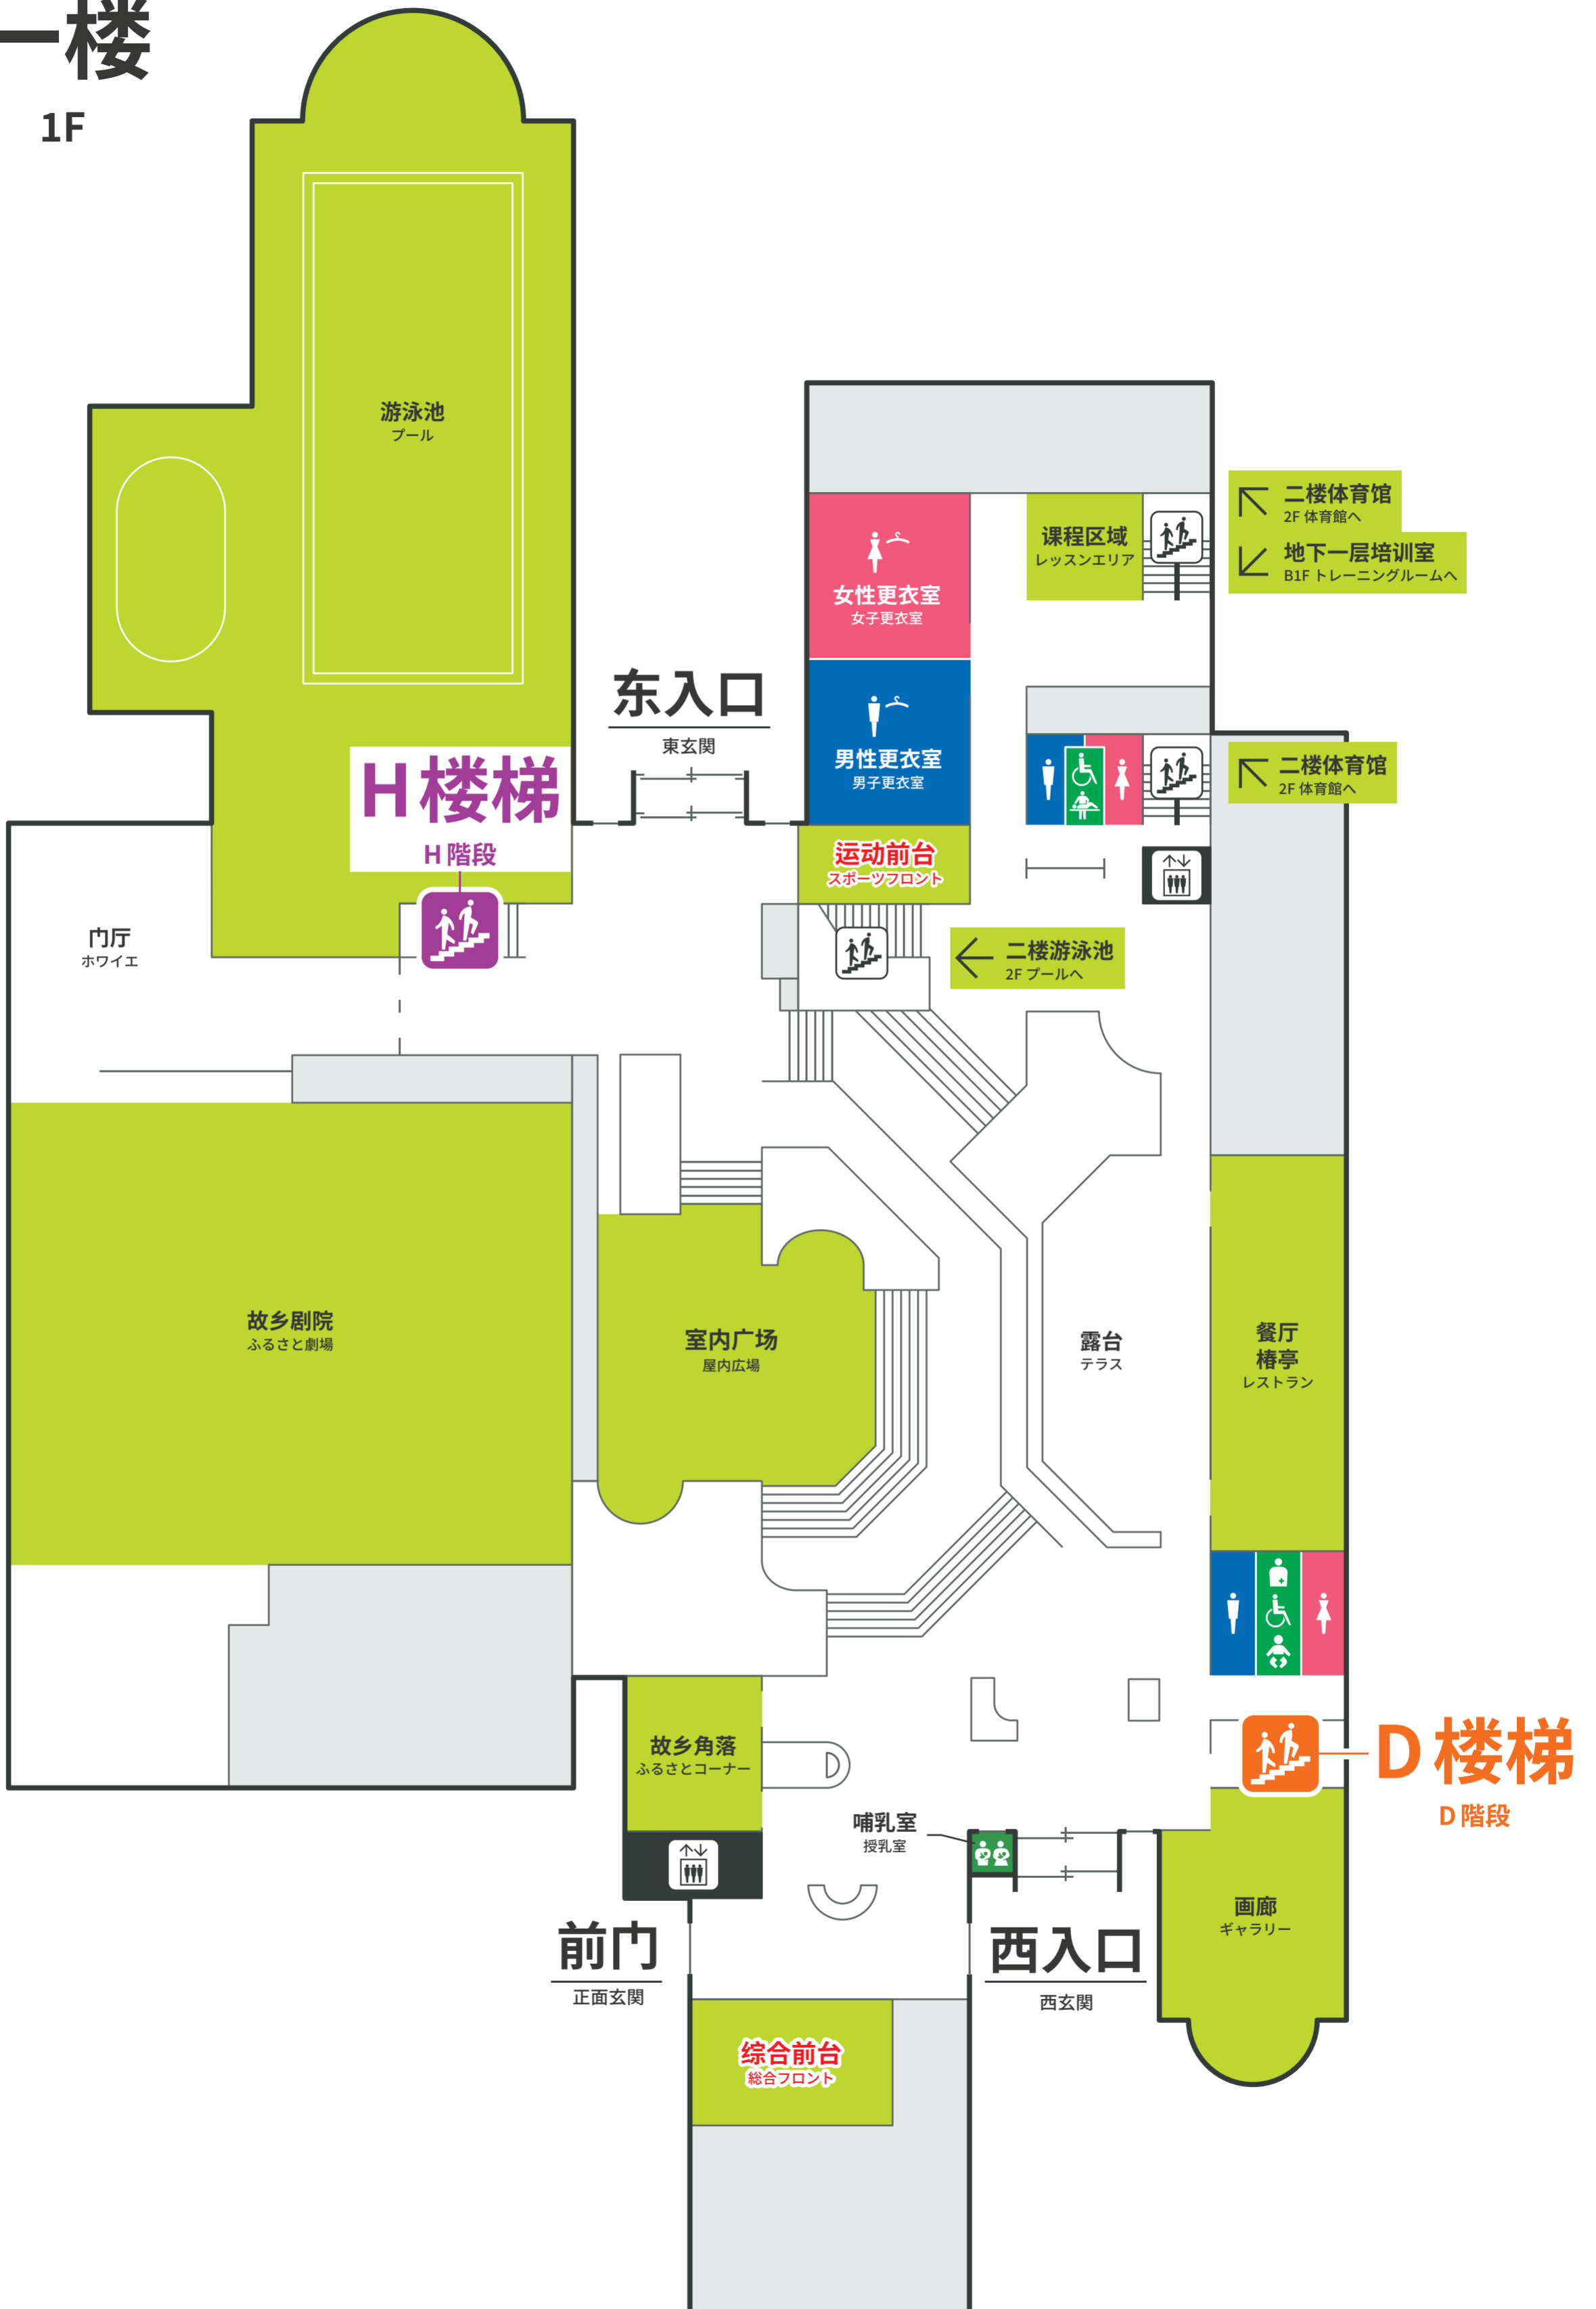 一楼
1F
游泳池
プール
二楼体育馆
2F 体育館へ
地下一层培训室
B1F トレーニングルームへ
课程区域
レッスンエリア
女性更衣室
女子更衣室
东入口
東玄関
男性更衣室
男子更衣室
二楼体育馆
2F 体育館へ
H楼梯
H 階段
运动前台
スポーツフロント
门厅
ホワイエ
二楼游泳池
2F プールへ
故乡剧院
ふるさと劇場
室内广场
屋内広場
露台
テラス
餐厅
椿亭
レストラン
故乡角落
ふるさとコーナー
D楼梯
D 階段
哺乳室
授乳室
画廊
ギャラリー
前门
正面玄関
西入口
西玄関
综合前台
総合フロント